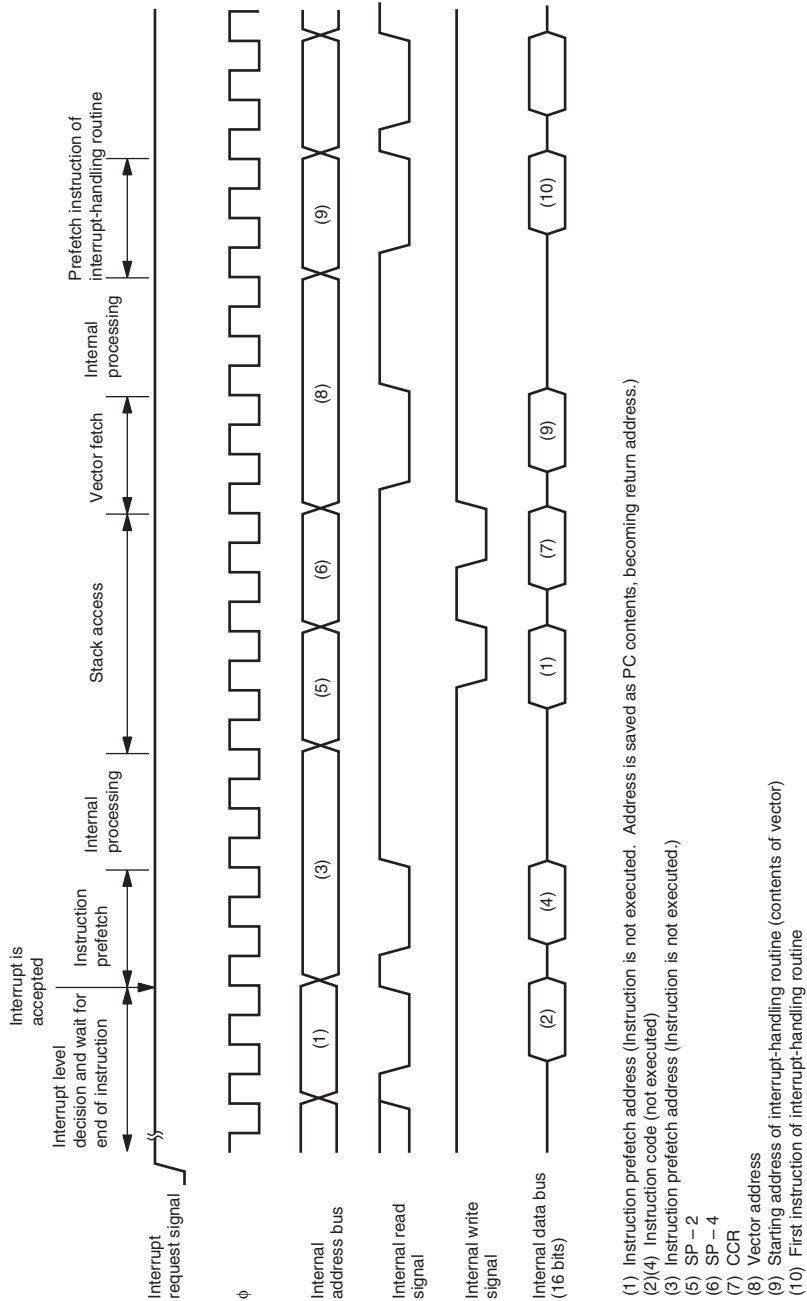 Interrupt is
accepted
Interrupt level
decision and wait for
end of instruction
Instruction
prefetch
Internal
processing
Stack access
Vector fetch
Internal
processing
Prefetch instruction of
interrupt-handling routine
Interrupt
request signal
φ
Internal
address bus
(1)
(3)
(5)
(6)
(8)
(9)
Internal read
signal
Internal write
signal
Internal data bus
(16 bits)
(2)
(4)
(1)
(7)
(9)
(10)
(1) Instruction prefetch address (Instruction is not executed. Address is saved as PC contents, becoming return address.)
(2)(4) Instruction code (not executed)
(3) Instruction prefetch address (Instruction is not executed.)
(5) SP – 2
(6) SP – 4
(7) CCR
(8) Vector address
(9) Starting address of interrupt-handling routine (contents of vector)
(10) First instruction of interrupt-handling routine